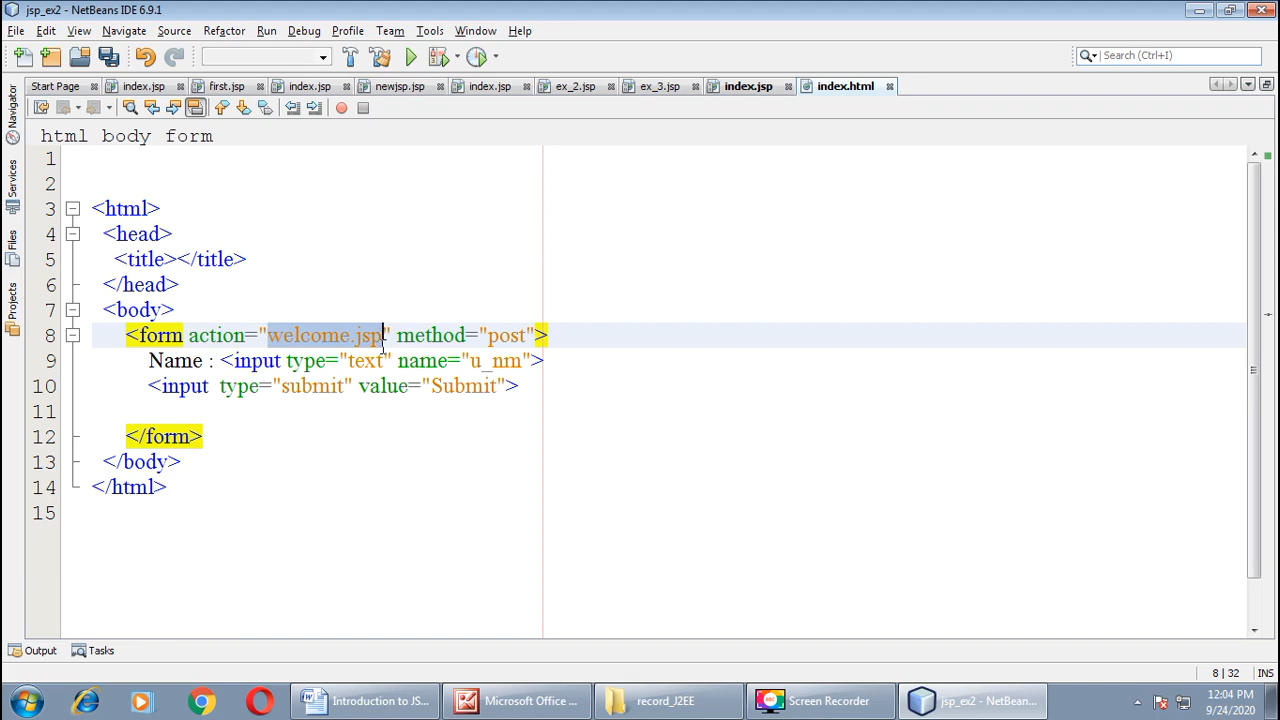 jsp_ex2 - NetBeans IDE 6.9.1
File Edit View Navigate Source Refactor Run Debug Profile Team Tools Window Help
Search (Ctrl+I)
Start Page index.jsp first.jsp index.jsp newjsp.jsp index.jsp ex_2.jsp ex_3.jsp index.jsp index.html
html body form
Navigator
Services
Files
Projects
1
2
3 <html>
4 <head>
5 <title></title>
6 </head>
7 <body>
8 <form action="welcome.jsp" method="post">
9 Name : <input type="text" name="u_nm">
10 <input type="submit" value="Submit">
11
12 </form>
13 </body>
14 </html>
15
Output Tasks
8 | 32 INS
Introduction to JS... Microsoft Office ... record_J2EE Screen Recorder jsp_ex2 - NetBean...
12:04 PM
9/24/2020